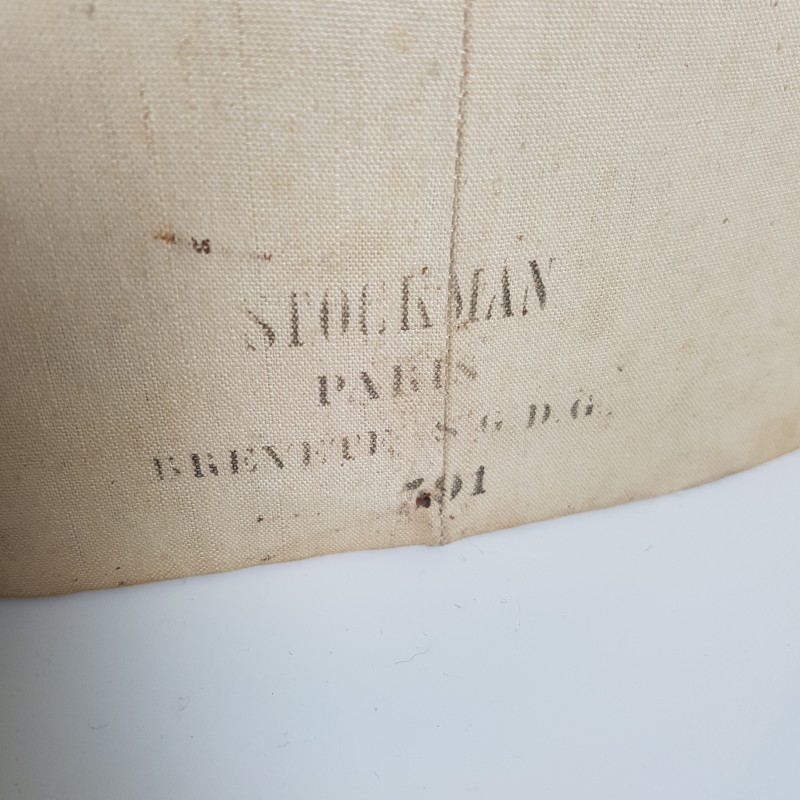 STOCKMAN
PARIS
BREVETE S.G.D.G.
791